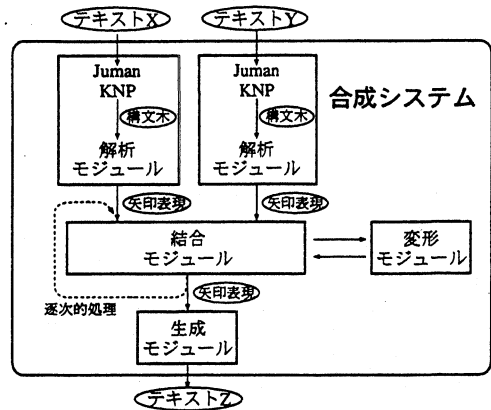 テキストX
テキストY
合成システム
Juman
KNP
構文木
解析
モジュール
Juman
KNP
構文木
解析
モジュール
矢印表現
矢印表現
結合
モジュール
変形
モジュール
矢印表現
逐次的処理
生成
モジュール
テキストZ